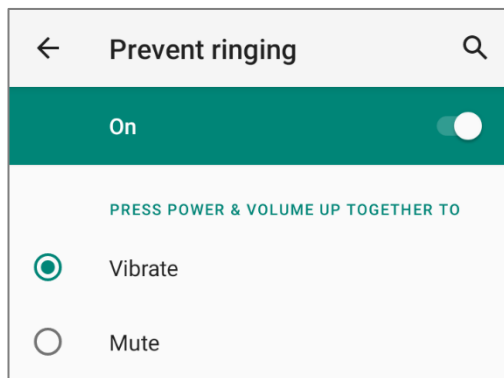 Prevent ringing
On
PRESS POWER & VOLUME UP TOGETHER TO
Vibrate
Mute